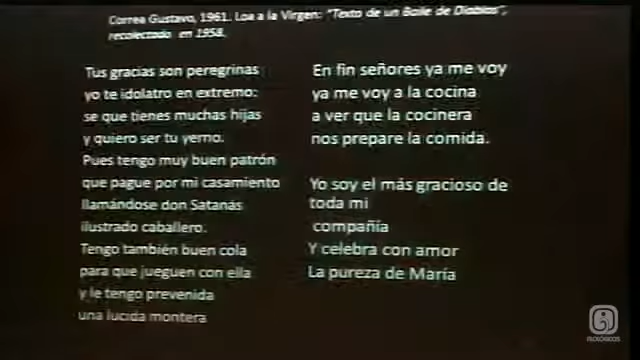 Correa Gustavo, 1961. Loa a la Virgen: "Texto de un Baile de Diablos",
recolectado en 1958.
Tus gracias son peregrinas
yo te idolatro en extremo:
se que tienes muchas hijas
y quiero ser tu yerno.
Pues tengo muy buen patrón
que pague por mi casamiento
llamándose don Satanás
ilustrado caballero.
Tengo también buen cola
para que jueguen con ella
y le tengo prevenida
una lucida montera
En fin señores ya me voy
ya me voy a la cocina
a ver que la cocinera
nos prepare la comida.
Yo soy el más gracioso de
toda mi
compañía
Y celebra con amor
La pureza de María